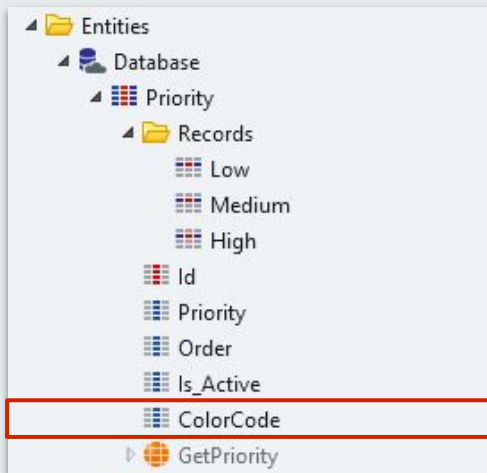 Entities
Database
Priority
Records
Low
Medium
High
Id
Priority
Order
Is_Active
ColorCode
GetPriority